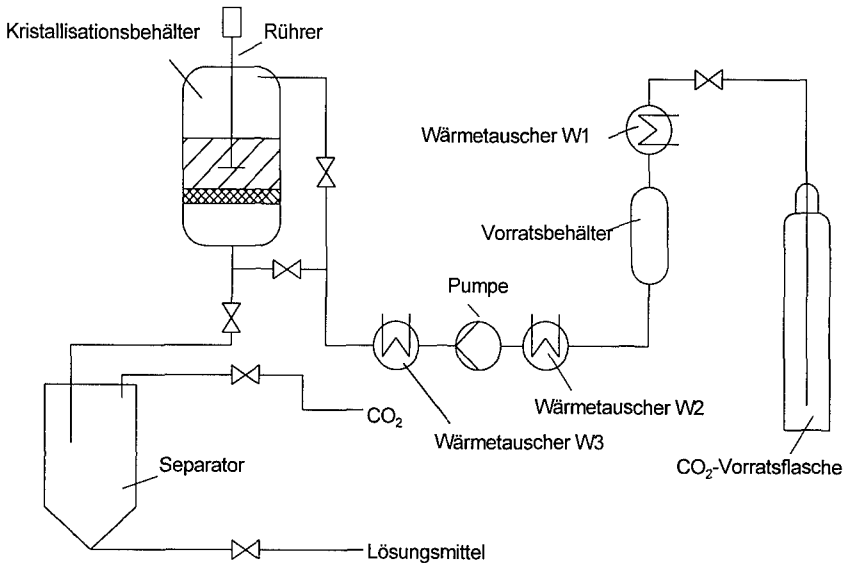 Kristallisationsbehälter
Rührer
Wärmetauscher W1
Vorratsbehälter
Pumpe
Wärmetauscher W2
CO₂
Wärmetauscher W3
Separator
CO₂-Vorratsflasche
Lösungsmittel